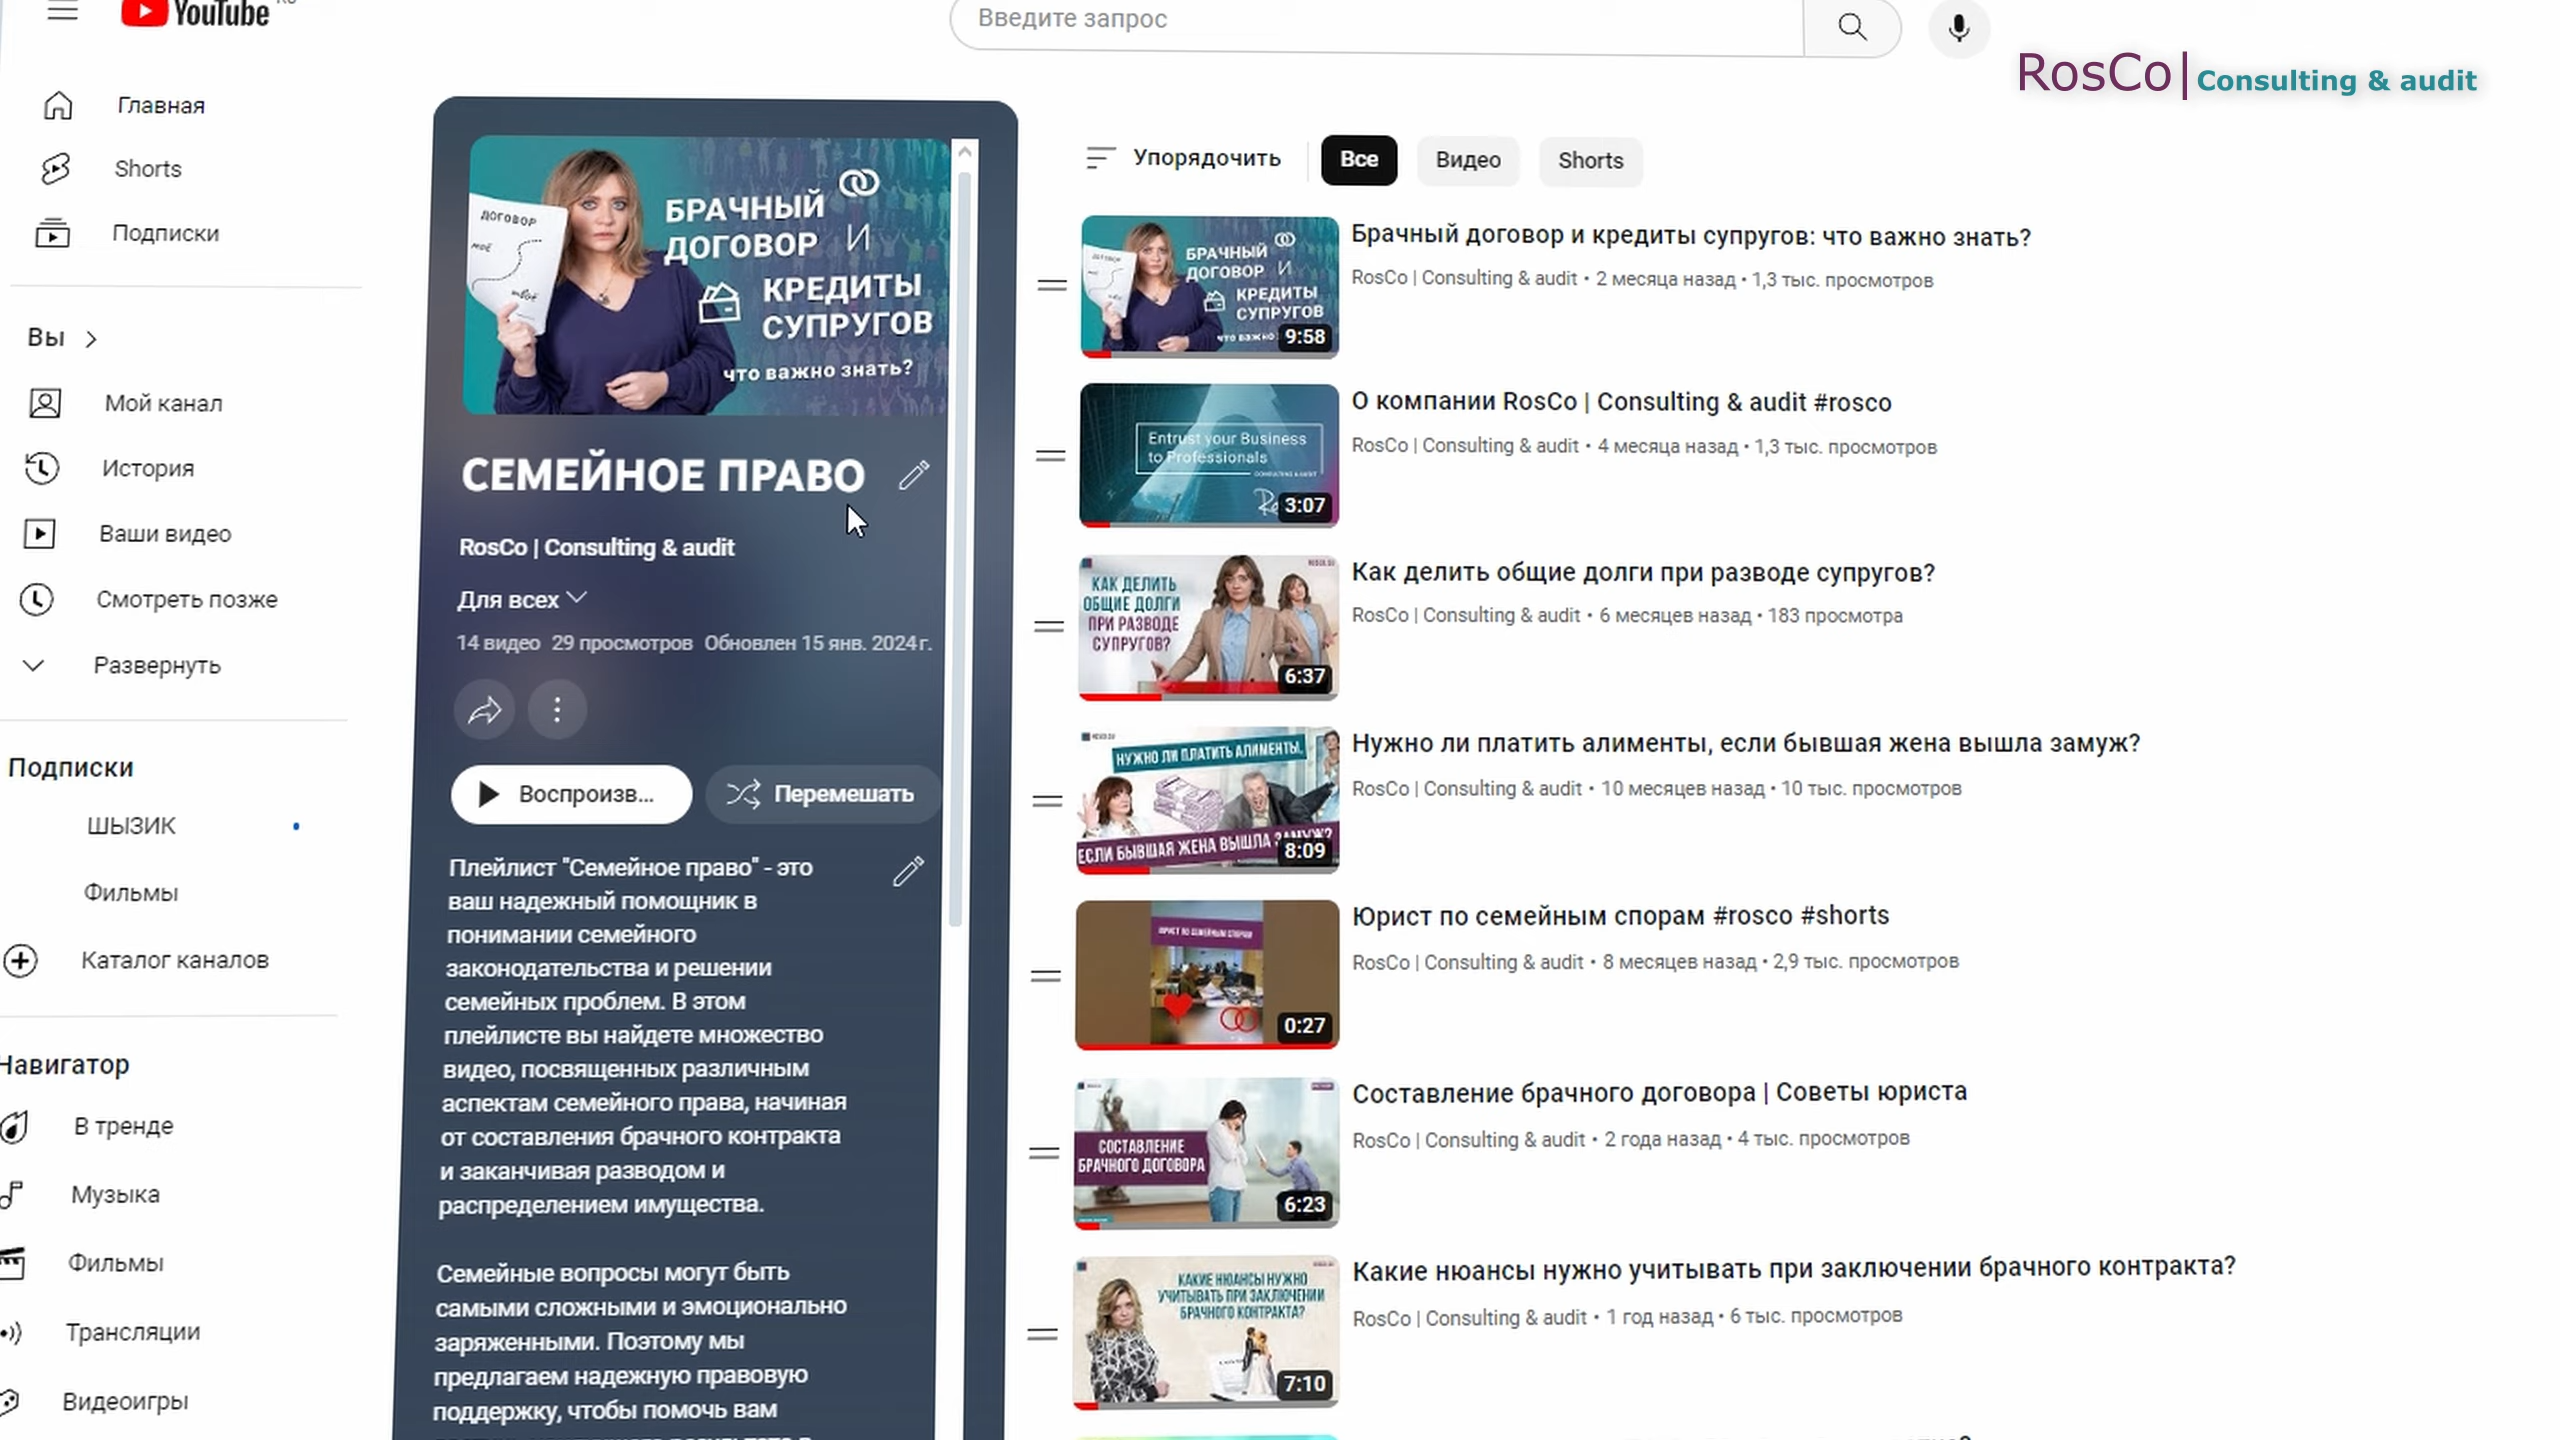 YouTube
Введите запрос
RosCo | Consulting & audit
Главная
Shorts
Подписки
Вы
Мой канал
История
Ваши видео
Смотреть позже
Развернуть
Подписки
ШЫЗИК
Фильмы
Каталог каналов
Навигатор
В тренде
Музыка
Фильмы
Трансляции
Видеоигры
ДОГОВОР
моё
твоё
БРАЧНЫЙ
ДОГОВОР И
КРЕДИТЫ
СУПРУГОВ
что важно знать?
СЕМЕЙНОЕ ПРАВО
RosCo | Consulting & audit
Для всех
14 видео 29 просмотров Обновлен 15 янв. 2024 г.
Воспроизв...
Перемешать
Плейлист "Семейное право" - это
ваш надежный помощник в
понимании семейного
законодательства и решении
семейных проблем. В этом
плейлисте вы найдете множество
видео, посвященных различным
аспектам семейного права, начиная
от составления брачного контракта
и заканчивая разводом и
распределением имущества.
Семейные вопросы могут быть
самыми сложными и эмоционально
заряженными. Поэтому мы
предлагаем надежную правовую
поддержку, чтобы помочь вам
Упорядочить
Все
Видео
Shorts
БРАЧНЫЙ
ДОГОВОР И
КРЕДИТЫ
СУПРУГОВ
что важно
9:58
Брачный договор и кредиты супругов: что важно знать?
RosCo | Consulting & audit • 2 месяца назад • 1,3 тыс. просмотров
Entrust your Business
to Professionals
CONSULTING & AUDIT
3:07
О компании RosCo | Consulting & audit #rosco
RosCo | Consulting & audit • 4 месяца назад • 1,3 тыс. просмотров
КАК ДЕЛИТЬ
ОБЩИЕ ДОЛГИ
ПРИ РАЗВОДЕ
СУПРУГОВ?
6:37
Как делить общие долги при разводе супругов?
RosCo | Consulting & audit • 6 месяцев назад • 183 просмотра
НУЖНО ЛИ ПЛАТИТЬ АЛИМЕНТЫ,
ЕСЛИ БЫВШАЯ ЖЕНА ВЫШЛА ЗАМУЖ?
8:09
Нужно ли платить алименты, если бывшая жена вышла замуж?
RosCo | Consulting & audit • 10 месяцев назад • 10 тыс. просмотров
ЮРИСТ ПО СЕМЕЙНЫМ СПОРАМ
0:27
Юрист по семейным спорам #rosco #shorts
RosCo | Consulting & audit • 8 месяцев назад • 2,9 тыс. просмотров
СОСТАВЛЕНИЕ
БРАЧНОГО ДОГОВОРА
6:23
Составление брачного договора | Советы юриста
RosCo | Consulting & audit • 2 года назад • 4 тыс. просмотров
КАКИЕ НЮАНСЫ НУЖНО
УЧИТЫВАТЬ ПРИ ЗАКЛЮЧЕНИИ
БРАЧНОГО КОНТРАКТА?
7:10
Какие нюансы нужно учитывать при заключении брачного контракта?
RosCo | Consulting & audit • 1 год назад • 6 тыс. просмотров